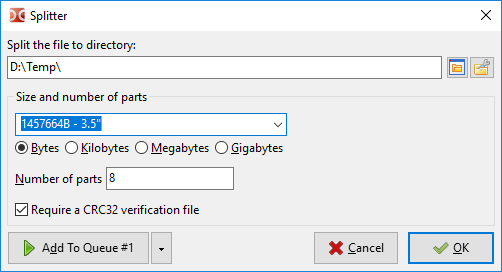 Splitter
Split the file to directory:
D:\Temp\
Size and number of parts
1457664B - 3.5"
Bytes Kilobytes Megabytes Gigabytes
Number of parts 8
Require a CRC32 verification file
Add To Queue #1 Cancel OK